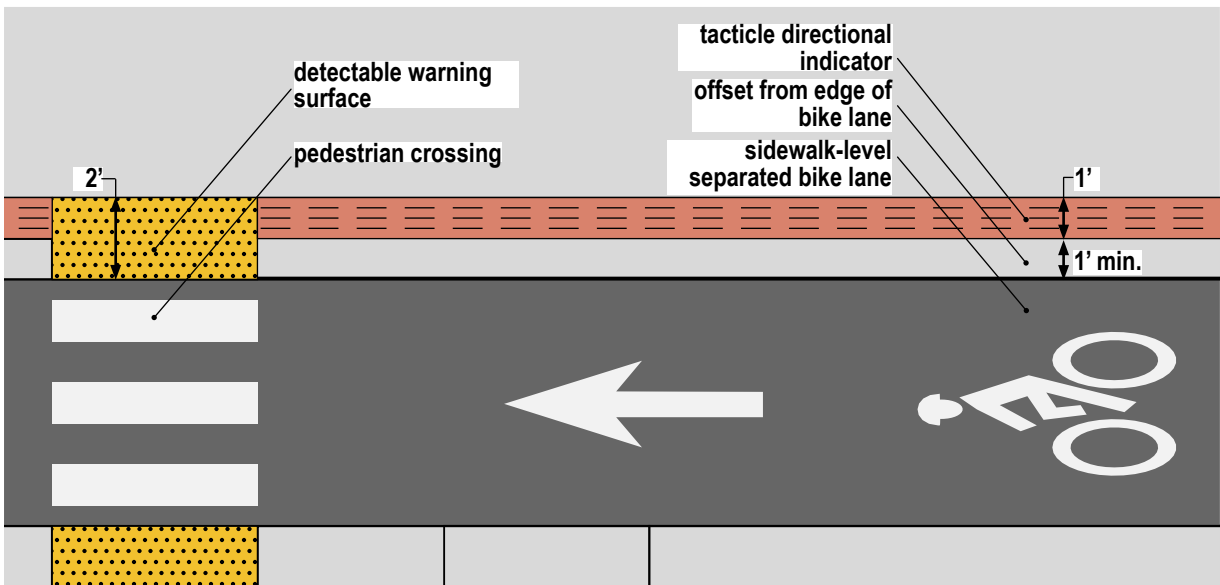 detectable warning
surface
pedestrian crossing
2’
tacticle directional
indicator
offset from edge of
bike lane
sidewalk-level
separated bike lane
1’
1’ min.